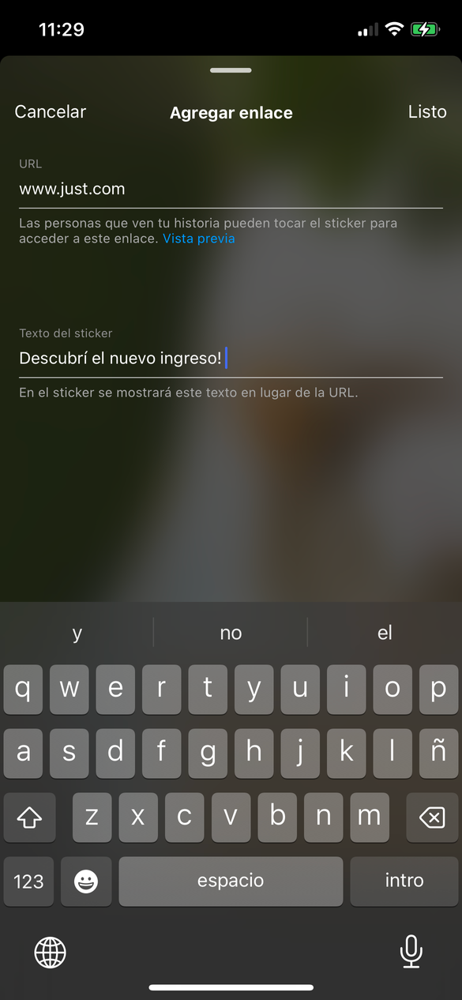 11:29
Cancelar Agregar enlace Listo
URL
www.just.com
Las personas que ven tu historia pueden tocar el sticker para
acceder a este enlace. Vista previa
Texto del sticker
Descubrí el nuevo ingreso!
En el sticker se mostrará este texto en lugar de la URL.
y no el
q w e r t y u i o p
a s d f g h j k l ñ
z x c v b n m
123 espacio intro